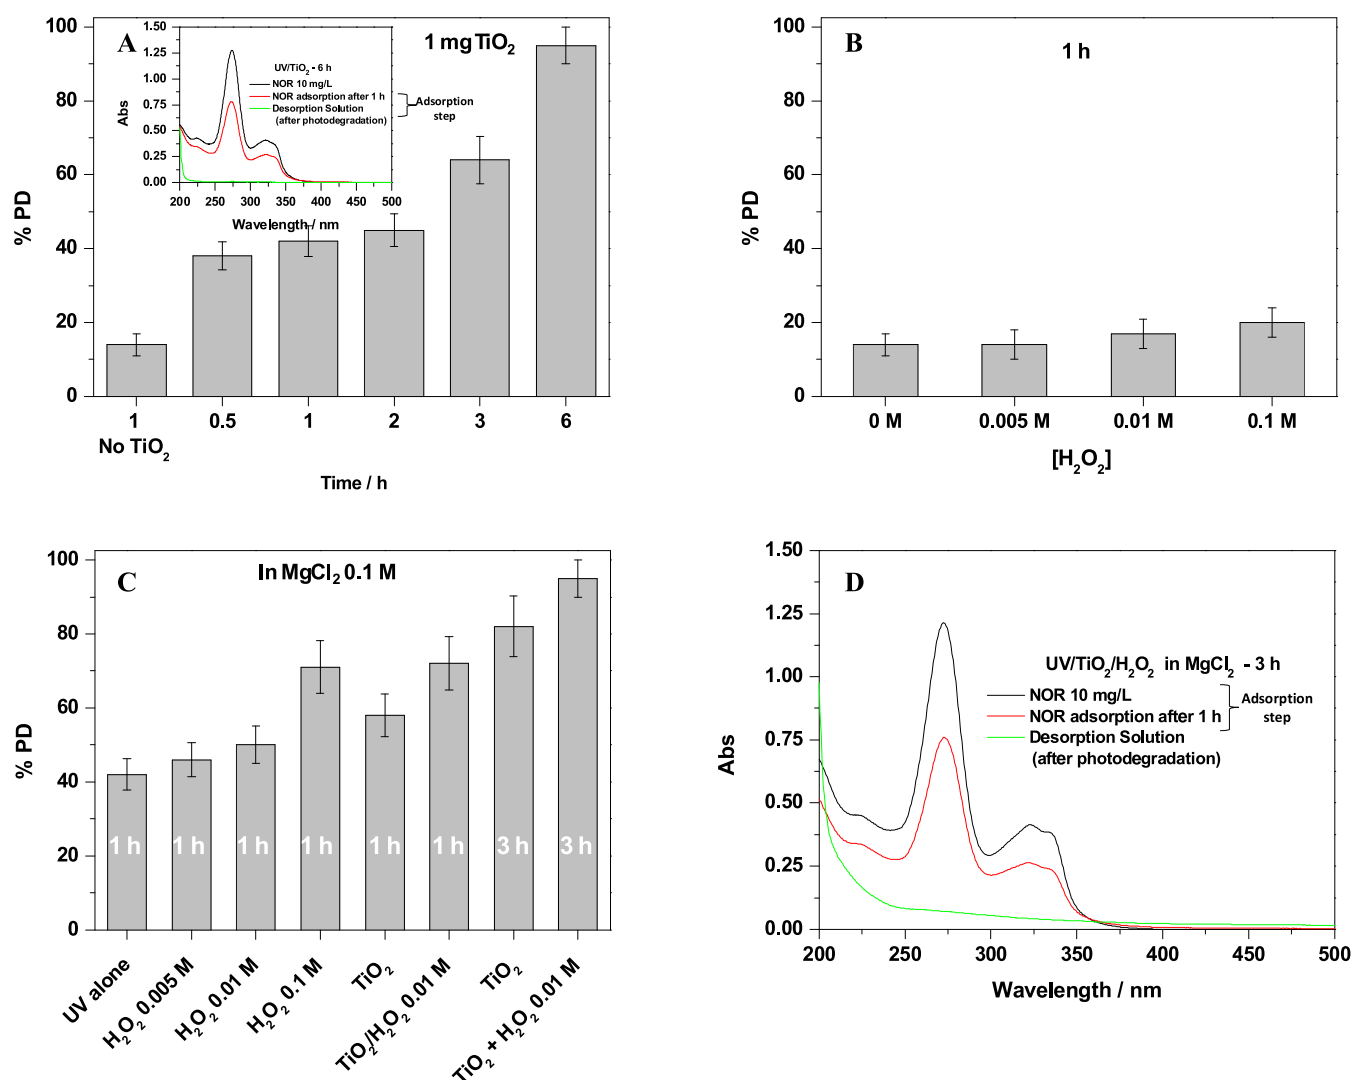 A
1 mg TiO₂
% PD
100
80
60
40
20
0
1
0.5
1
2
3
6
No TiO₂
Time / h
Abs
1.50
1.25
1.00
0.75
0.50
0.25
0.00
UV/TiO₂ - 6 h
NOR 10 mg/L
NOR adsorption after 1 h
Desorption Solution
(after photodegradation)
Adsorption
step
200
250
300
350
400
450
500
Wavelength / nm
B
1 h
% PD
100
80
60
40
20
0
0 M
0.005 M
0.01 M
0.1 M
[H₂O₂]
C
In MgCl₂ 0.1 M
% PD
100
80
60
40
20
0
1 h
1 h
1 h
1 h
1 h
1 h
3 h
3 h
UV alone
H₂O₂ 0.005 M
H₂O₂ 0.01 M
H₂O₂ 0.1 M
TiO₂
TiO₂/H₂O₂ 0.01 M
TiO₂
TiO₂ + H₂O₂ 0.01 M
D
Abs
1.50
1.25
1.00
0.75
0.50
0.25
0.00
UV/TiO₂/H₂O₂ in MgCl₂ - 3 h
NOR 10 mg/L
NOR adsorption after 1 h
Desorption Solution
(after photodegradation)
Adsorption
step
200
250
300
350
400
450
500
Wavelength / nm